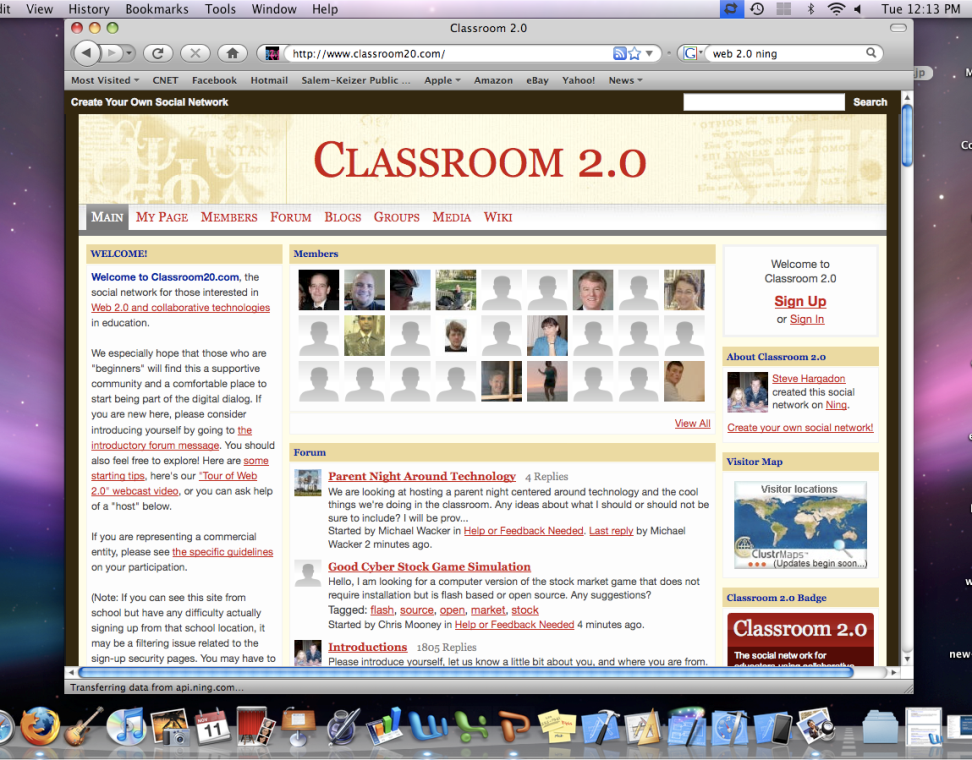 dit View History Bookmarks Tools Window Help Tue 12:13 PM
Classroom 2.0
http://www.classroom20.com/ G web 2.0 ning
Most Visited CNET Facebook Hotmail Salem-Keizer Public ... Apple Amazon eBay Yahoo! News
jp
Create Your Own Social Network Search
CLASSROOM 2.0
MAIN MY PAGE MEMBERS FORUM BLOGS GROUPS MEDIA WIKI
WELCOME!
Welcome to Classroom20.com, the
social network for those interested in
Web 2.0 and collaborative technologies
in education.
We especially hope that those who are
"beginners" will find this a supportive
community and a comfortable place to
start being part of the digital dialog. If
you are new here, please consider
introducing yourself by going to the
introductory forum message. You should
also feel free to explore! Here are some
starting tips, here's our "Tour of Web
2.0" webcast video, or you can ask help
of a "host" below.
If you are representing a commercial
entity, please see the specific guidelines
on your participation.
(Note: If you can see this site from
school but have any difficulty actually
signing up from that school location, it
may be a filtering issue related to the
sign-up security pages. You may have to
Members
View All
Forum
Parent Night Around Technology 4 Replies
We are looking at hosting a parent night centered around technology and the cool
things we're doing in the classroom. Any ideas about what I should or should not be
sure to include? I will be prov...
Started by Michael Wacker in Help or Feedback Needed. Last reply by Michael
Wacker 2 minutes ago.
Good Cyber Stock Game Simulation
Hello, I am looking for a computer version of the stock market game that does not
require installation but is flash based or open source. Any suggestions?
Tagged: flash, source, open, market, stock
Started by Chris Mooney in Help or Feedback Needed 4 minutes ago.
Introductions 1805 Replies
Please introduce yourself, let us know a little bit about you, and where you are from.
Welcome to
Classroom 2.0
Sign Up
or Sign In
About Classroom 2.0
Steve Hargadon
created this social
network on Ning.
Create your own social network!
Visitor Map
Visitor locations
ClustrMaps™
(Updates begin soon...)
Classroom 2.0 Badge
Classroom 2.0
The social network for
educators using collaborative
Transferring data from api.ning.com...
new
NOV
11